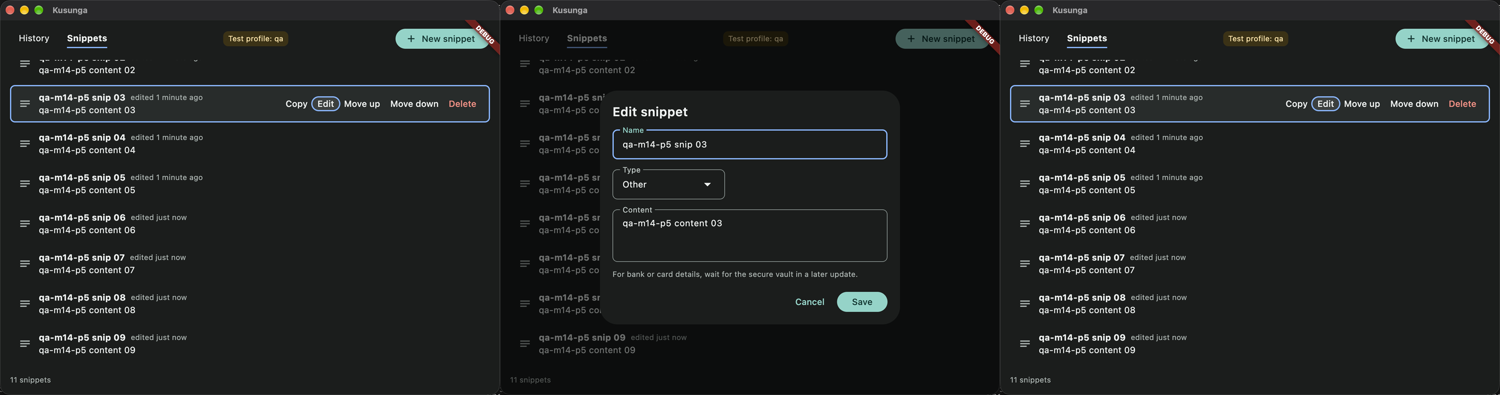 Kusunga
History Snippets Test profile: qa + New snippet
DEBUG
qa-m14-p5 content 02
qa-m14-p5 snip 03 edited 1 minute ago
qa-m14-p5 content 03
Copy Edit Move up Move down Delete
qa-m14-p5 snip 04 edited 1 minute ago
qa-m14-p5 content 04
qa-m14-p5 snip 05 edited 1 minute ago
qa-m14-p5 content 05
qa-m14-p5 snip 06 edited just now
qa-m14-p5 content 06
qa-m14-p5 snip 07 edited just now
qa-m14-p5 content 07
qa-m14-p5 snip 08 edited just now
qa-m14-p5 content 08
qa-m14-p5 snip 09 edited just now
qa-m14-p5 content 09
11 snippets
Kusunga
History Snippets Test profile: qa + New snippet
DEBUG
qa-m14-p5 content 02
Edit snippet
Name
qa-m14-p5 snip 03
Type
Other
Content
qa-m14-p5 content 03
For bank or card details, wait for the secure vault in a later update.
Cancel Save
qa-m14-p5 snip 09 edited just now
qa-m14-p5 content 09
11 snippets
Kusunga
History Snippets Test profile: qa + New snippet
DEBUG
qa-m14-p5 content 02
qa-m14-p5 snip 03 edited 1 minute ago
qa-m14-p5 content 03
Copy Edit Move up Move down Delete
qa-m14-p5 snip 04 edited 1 minute ago
qa-m14-p5 content 04
qa-m14-p5 snip 05 edited 1 minute ago
qa-m14-p5 content 05
qa-m14-p5 snip 06 edited just now
qa-m14-p5 content 06
qa-m14-p5 snip 07 edited just now
qa-m14-p5 content 07
qa-m14-p5 snip 08 edited just now
qa-m14-p5 content 08
qa-m14-p5 snip 09 edited just now
qa-m14-p5 content 09
11 snippets